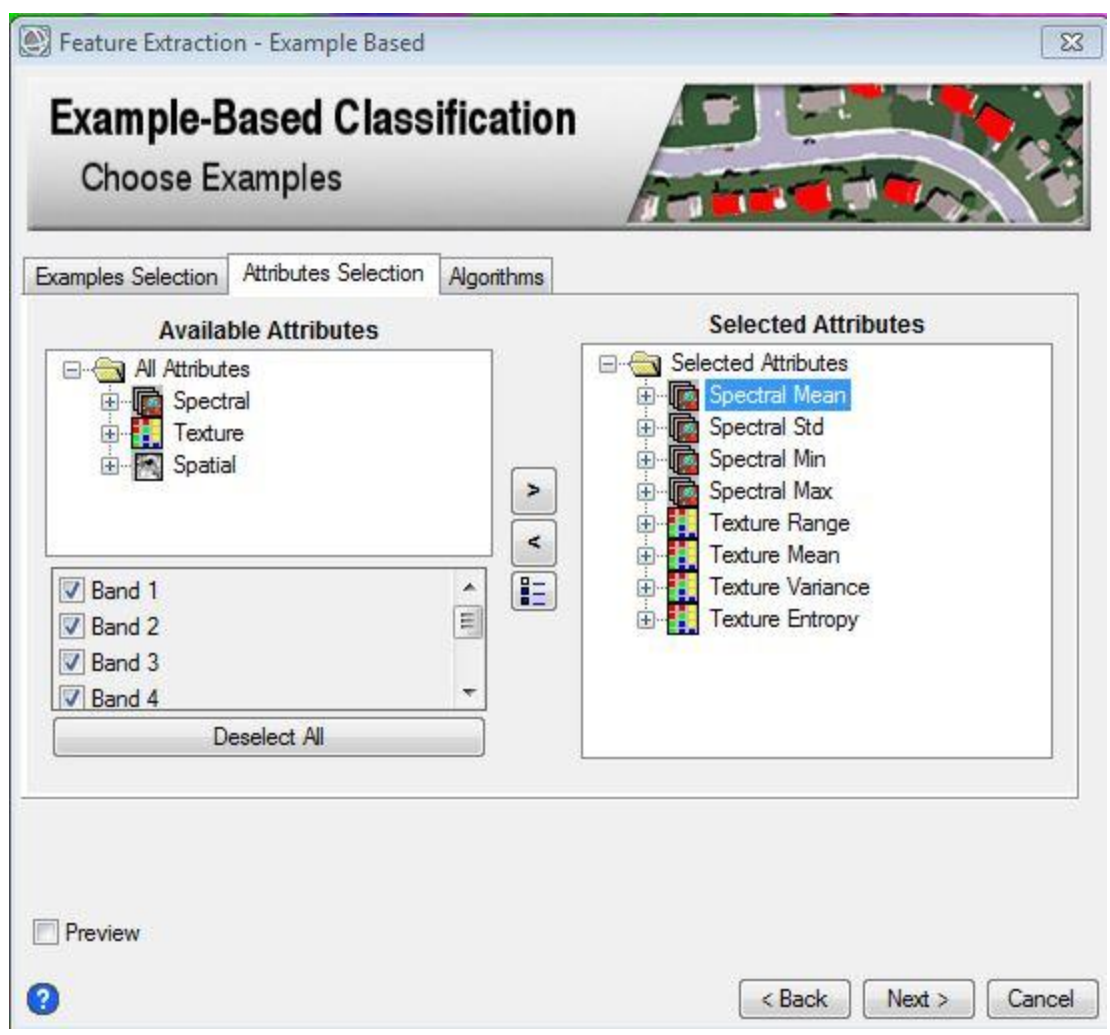 Feature Extraction - Example Based
Example-Based Classification
Choose Examples
Examples Selection
Attributes Selection
Algorithms
Available Attributes
All Attributes
Spectral
Texture
Spatial
Band 1
Band 2
Band 3
Band 4
Deselect All
>
<
Selected Attributes
Selected Attributes
Spectral Mean
Spectral Std
Spectral Min
Spectral Max
Texture Range
Texture Mean
Texture Variance
Texture Entropy
Preview
?
< Back
Next >
Cancel